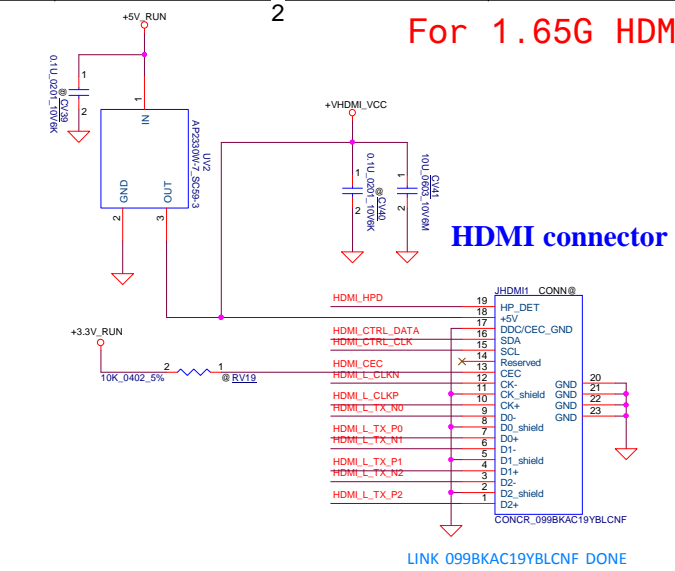 2
For 1.65G HDM
+5V_RUN
0.1U_0201_10V6K
@ CV39
1
2
1
IN
GND
OUT
2
3
UV2
AP2330W-7_SC59-3
+VHDMI_VCC
1
2
0.1U_0201_10V6K
@ CV40
1
2
10U_0603_10V6M
CV41
HDMI connector
+3.3V_RUN
2
1
10K_0402_5%
@ RV19
JHDMI1 CONN@
HDMI_HPD 19 HP_DET
18 +5V
17 DDC/CEC_GND
HDMI_CTRL_DATA 16 SDA
HDMI_CTRL_CLK 15 SCL
14 Reserved
HDMI_CEC 13 CEC
HDMI_L_CLKN 12 CK-
11 CK_shield
HDMI_L_CLKP 10 CK+
HDMI_L_TX_N0 9 D0-
8 D0_shield
HDMI_L_TX_P0 7 D0+
HDMI_L_TX_N1 6 D1-
5 D1_shield
HDMI_L_TX_P1 4 D1+
HDMI_L_TX_N2 3 D2-
2 D2_shield
HDMI_L_TX_P2 1 D2+
GND 20
GND 21
GND 22
GND 23
CONCR_099BKAC19YBLCNF
LINK 099BKAC19YBLCNF DONE